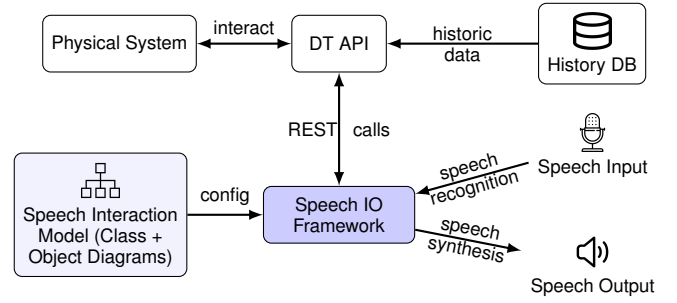 Physical System
interact
DT API
historic
data
History DB
REST calls
Speech Interaction
Model (Class +
Object Diagrams)
config
Speech IO
Framework
speech
recognition
Speech Input
speech
synthesis
Speech Output